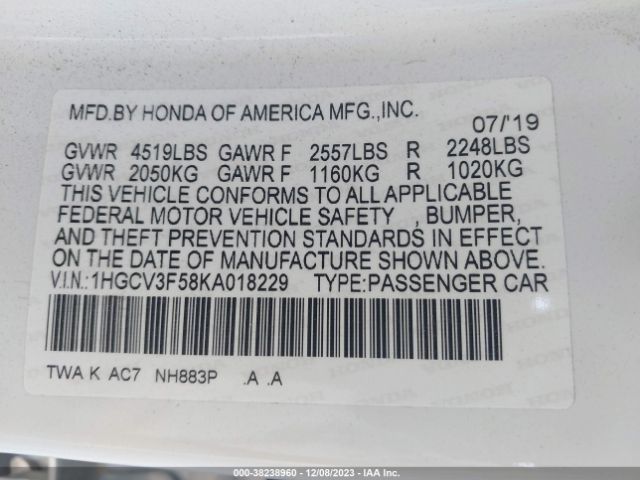 MFD.BY HONDA OF AMERICA MFG.,INC.
07/'19
GVWR 4519LBS GAWR F 2557LBS R 2248LBS
GVWR 2050KG GAWR F 1160KG R 1020KG
THIS VEHICLE CONFORMS TO ALL APPLICABLE
FEDERAL MOTOR VEHICLE SAFETY , BUMPER,
AND THEFT PREVENTION STANDARDS IN EFFECT
ON THE DATE OF MANUFACTURE SHOWN ABOVE.
V.I.N.:1HGCV3F58KA018229 TYPE:PASSENGER CAR
TWA K AC7 NH883P .A .A
000-38238960 - 12/08/2023 - IAA Inc.